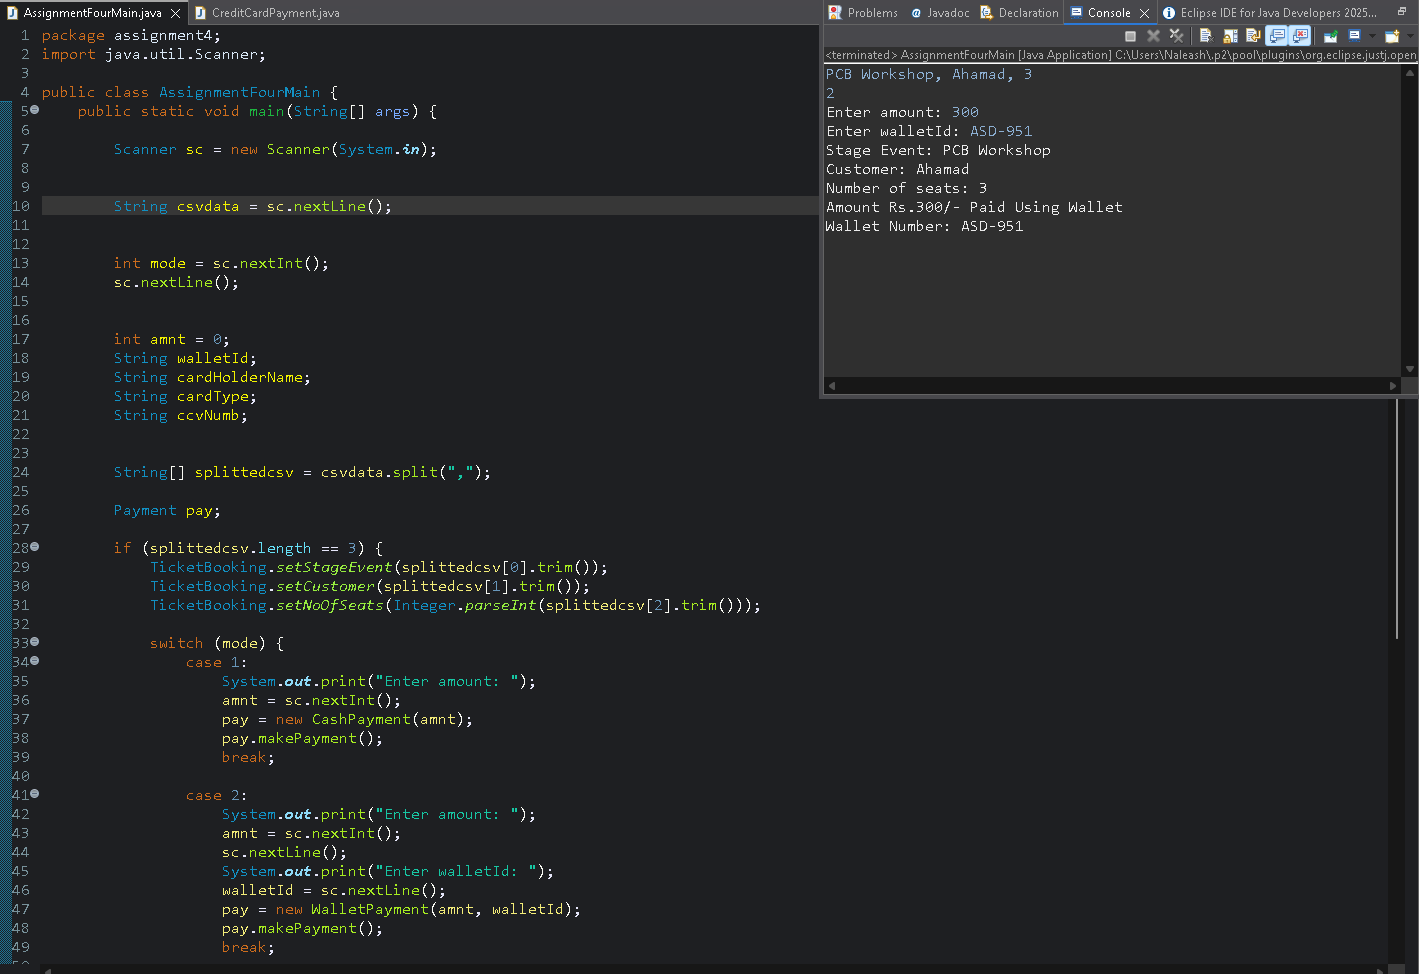 AssignmentFourMain.java
CreditCardPayment.java
1 package assignment4;
2 import java.util.Scanner;
3
4 public class AssignmentFourMain {
5 public static void main(String[] args) {
6
7 Scanner sc = new Scanner(System.in);
8
9
10 String csvdata = sc.nextLine();
11
12
13 int mode = sc.nextInt();
14 sc.nextLine();
15
16
17 int amnt = 0;
18 String walletId;
19 String cardHolderName;
20 String cardType;
21 String ccvNumb;
22
23
24 String[] splittedcsv = csvdata.split(",");
25
26 Payment pay;
27
28 if (splittedcsv.length == 3) {
29 TicketBooking.setStageEvent(splittedcsv[0].trim());
30 TicketBooking.setCustomer(splittedcsv[1].trim());
31 TicketBooking.setNoOfSeats(Integer.parseInt(splittedcsv[2].trim()));
32
33 switch (mode) {
34 case 1:
35 System.out.print("Enter amount: ");
36 amnt = sc.nextInt();
37 pay = new CashPayment(amnt);
38 pay.makePayment();
39 break;
40
41 case 2:
42 System.out.print("Enter amount: ");
43 amnt = sc.nextInt();
44 sc.nextLine();
45 System.out.print("Enter walletId: ");
46 walletId = sc.nextLine();
47 pay = new WalletPayment(amnt, walletId);
48 pay.makePayment();
49 break;
Problems
Javadoc
Declaration
Console
Eclipse IDE for Java Developers 2025...
<terminated> AssignmentFourMain [Java Application] C:\Users\Naleash\.p2\pool\plugins\org.eclipse.justj.open
PCB Workshop, Ahamad, 3
2
Enter amount: 300
Enter walletId: ASD-951
Stage Event: PCB Workshop
Customer: Ahamad
Number of seats: 3
Amount Rs.300/- Paid Using Wallet
Wallet Number: ASD-951